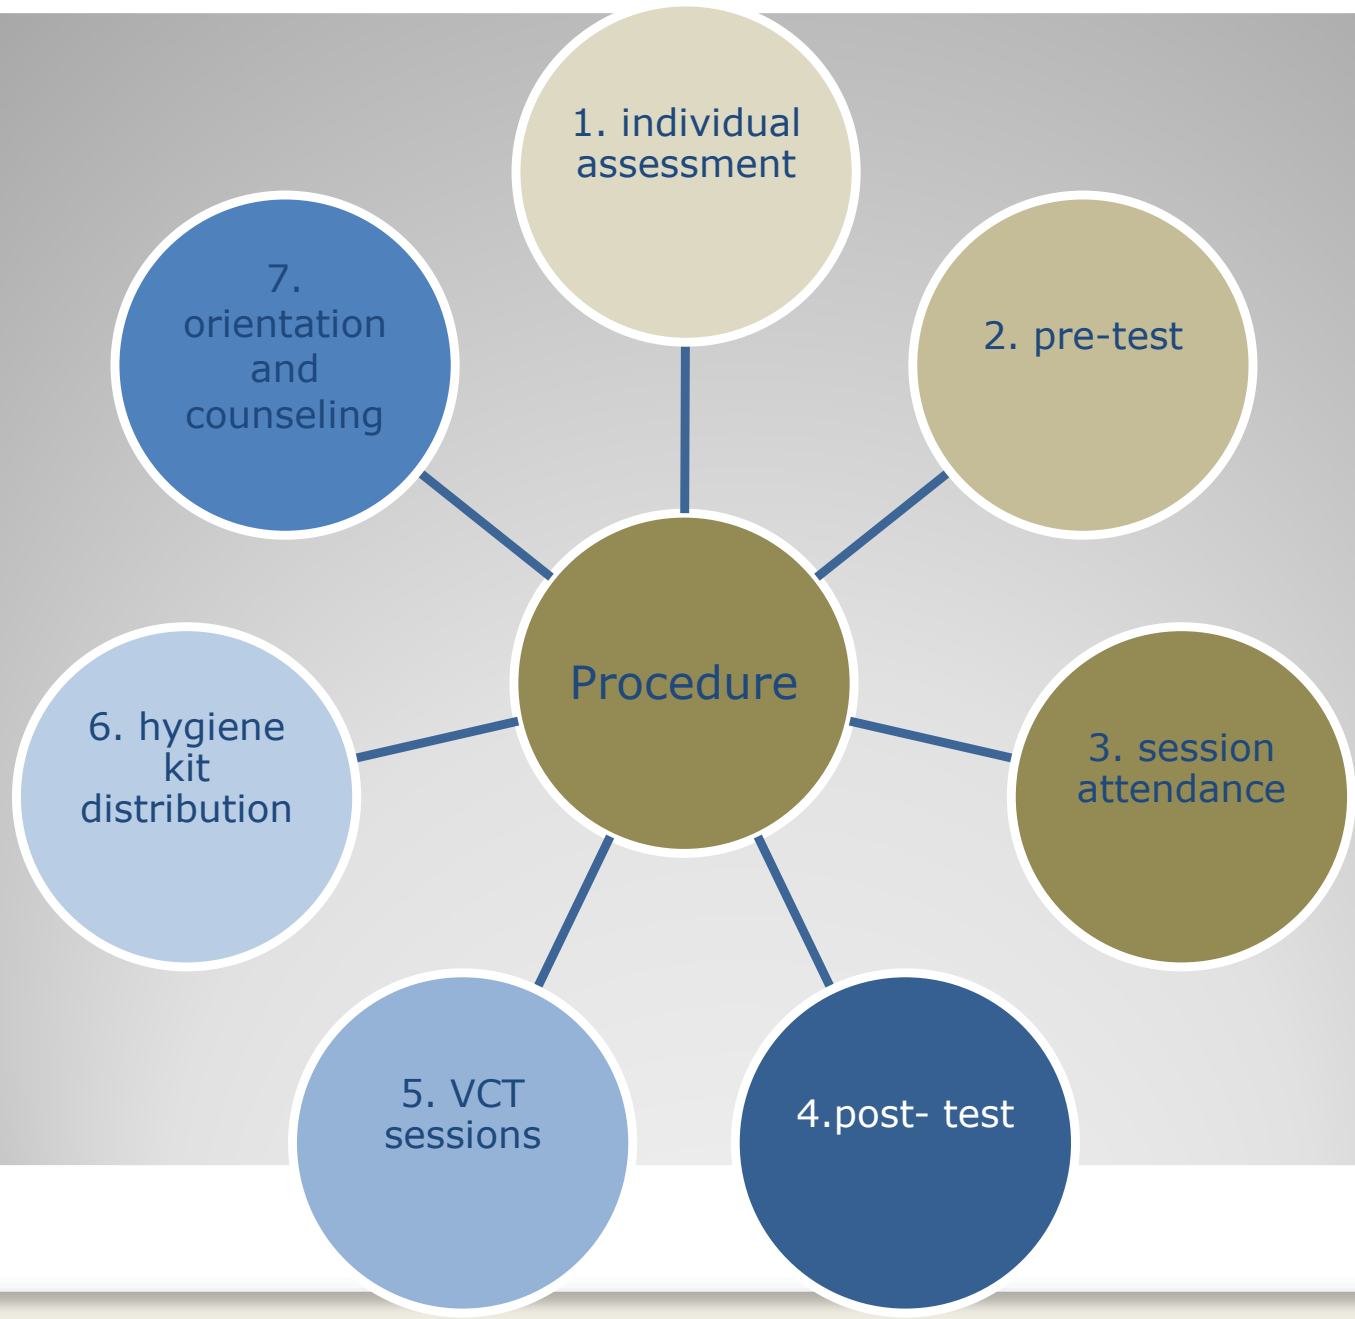 1. individual
assessment
2. pre-test
3. session
attendance
4.post- test
5. VCT
sessions
6. hygiene
kit
distribution
7.
orientation
and
counseling
Procedure